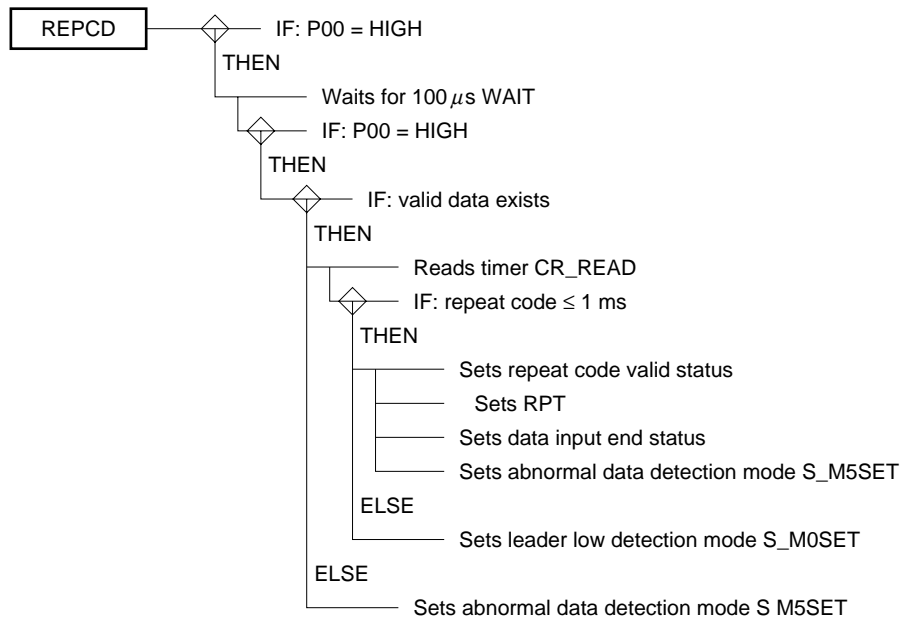 REPCD
IF: P00 = HIGH
THEN
Waits for 100 μs WAIT
IF: P00 = HIGH
THEN
IF: valid data exists
THEN
Reads timer CR_READ
IF: repeat code ≤ 1 ms
THEN
Sets repeat code valid status
Sets RPT
Sets data input end status
Sets abnormal data detection mode S_M5SET
ELSE
Sets leader low detection mode S_M0SET
ELSE
Sets abnormal data detection mode S M5SET